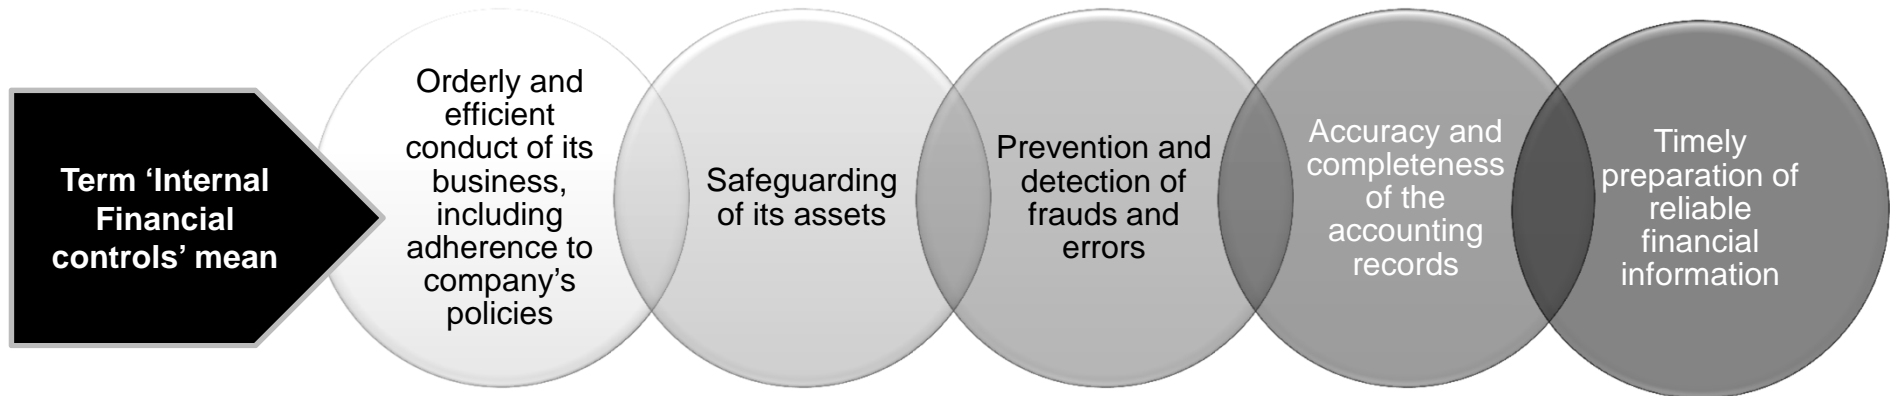 Term ‘Internal
Financial
controls’ mean
Orderly and
efficient
conduct of its
business,
including
adherence to
company’s
policies
Safeguarding
of its assets
Prevention and
detection of
frauds and
errors
Accuracy and
completeness
of the
accounting
records
Timely
preparation of
reliable
financial
information